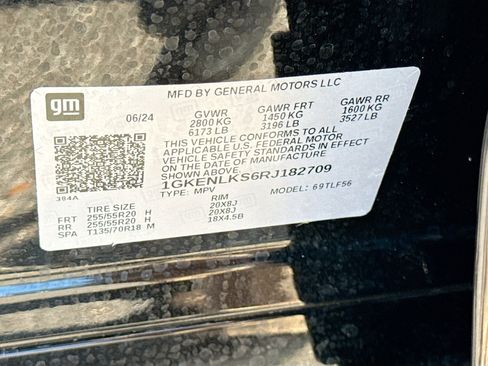 MFD BY GENERAL MOTORS LLC
gm
06/24 GVWR GAWR FRT GAWR RR
2800 KG 1450 KG 1600 KG
6173 LB 3196 LB 3527 LB
THIS VEHICLE CONFORMS TO ALL
APPLICABLE U.S. FEDERAL MOTOR
VEHICLE SAFETY STANDARDS IN EFFECT
ON THE DATE OF MANUFACTURE
SHOWN ABOVE.
1GKENLKS6RJ182709
384A TYPE: MPV MODEL: 69TLF56
TIRE SIZE RIM
FRT 255/55R20 H 20X8J
RR 255/55R20 H 20X8J
SPA T135/70R18 M 18X4.5B